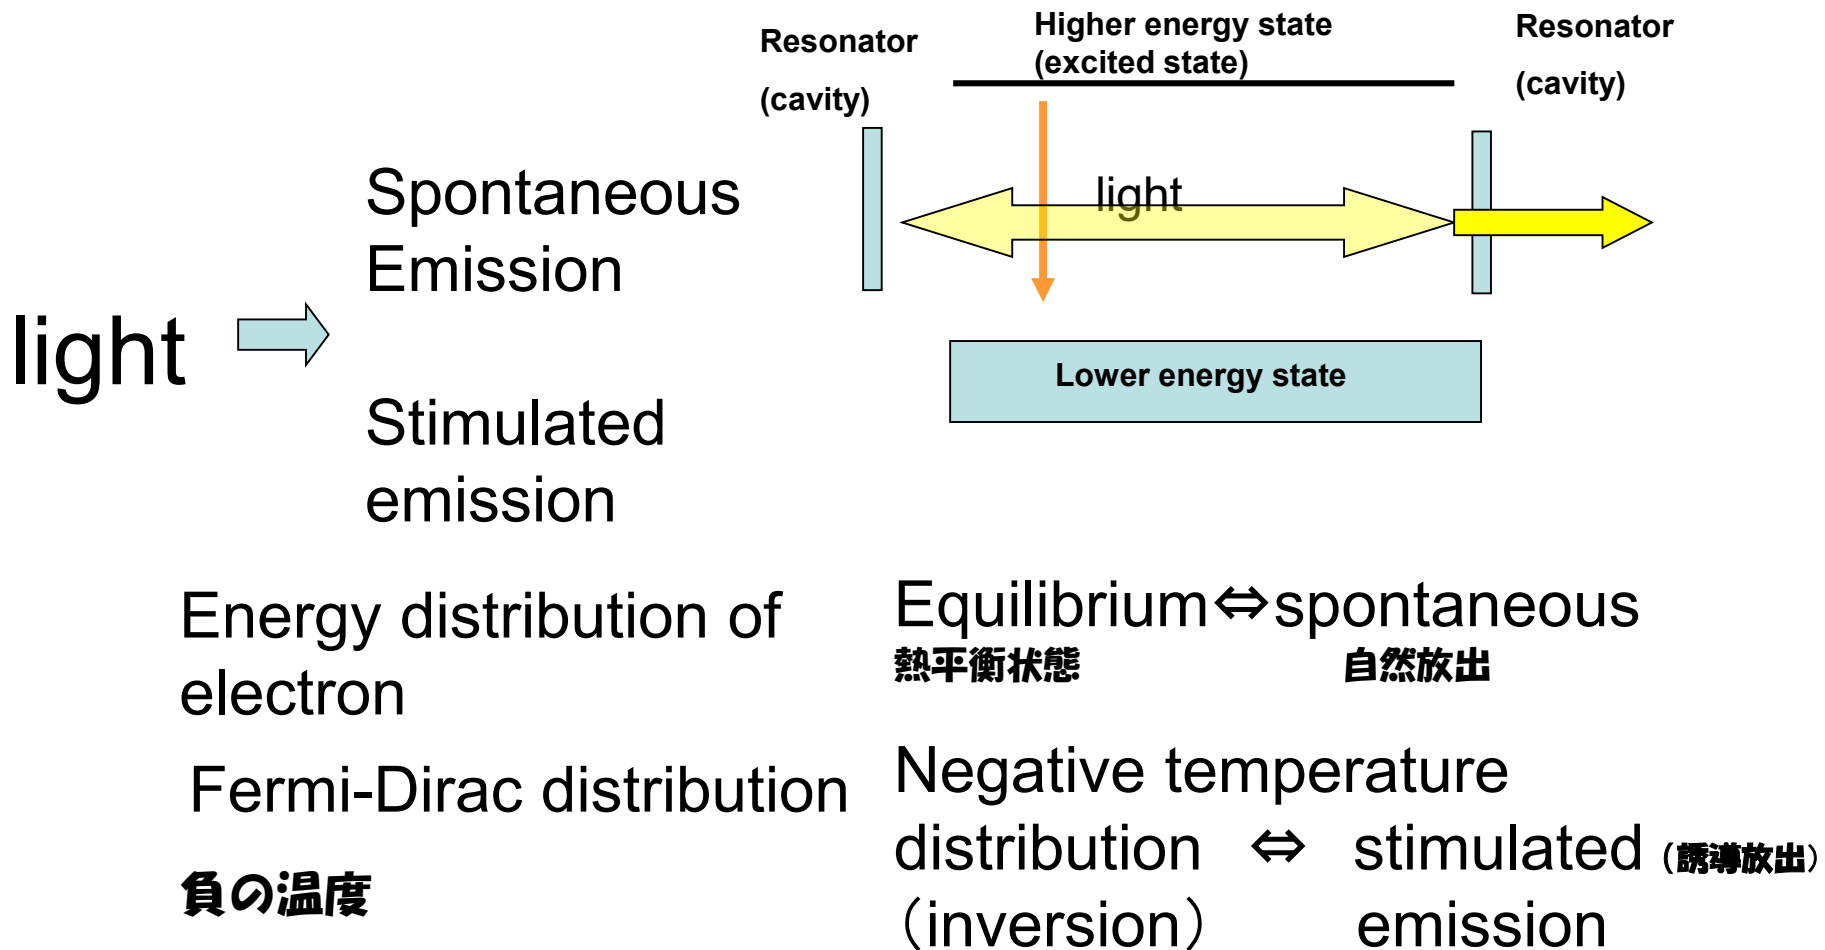 Resonator
(cavity)
Higher energy state
(excited state)
Resonator
(cavity)
light
Spontaneous
Emission
light
Stimulated
emission
Lower energy state
Energy distribution of
electron
Fermi-Dirac distribution
負の温度
Equilibrium⇔spontaneous
熱平衡状態 自然放出
Negative temperature
distribution ⇔ stimulated (誘導放出)
(inversion) emission